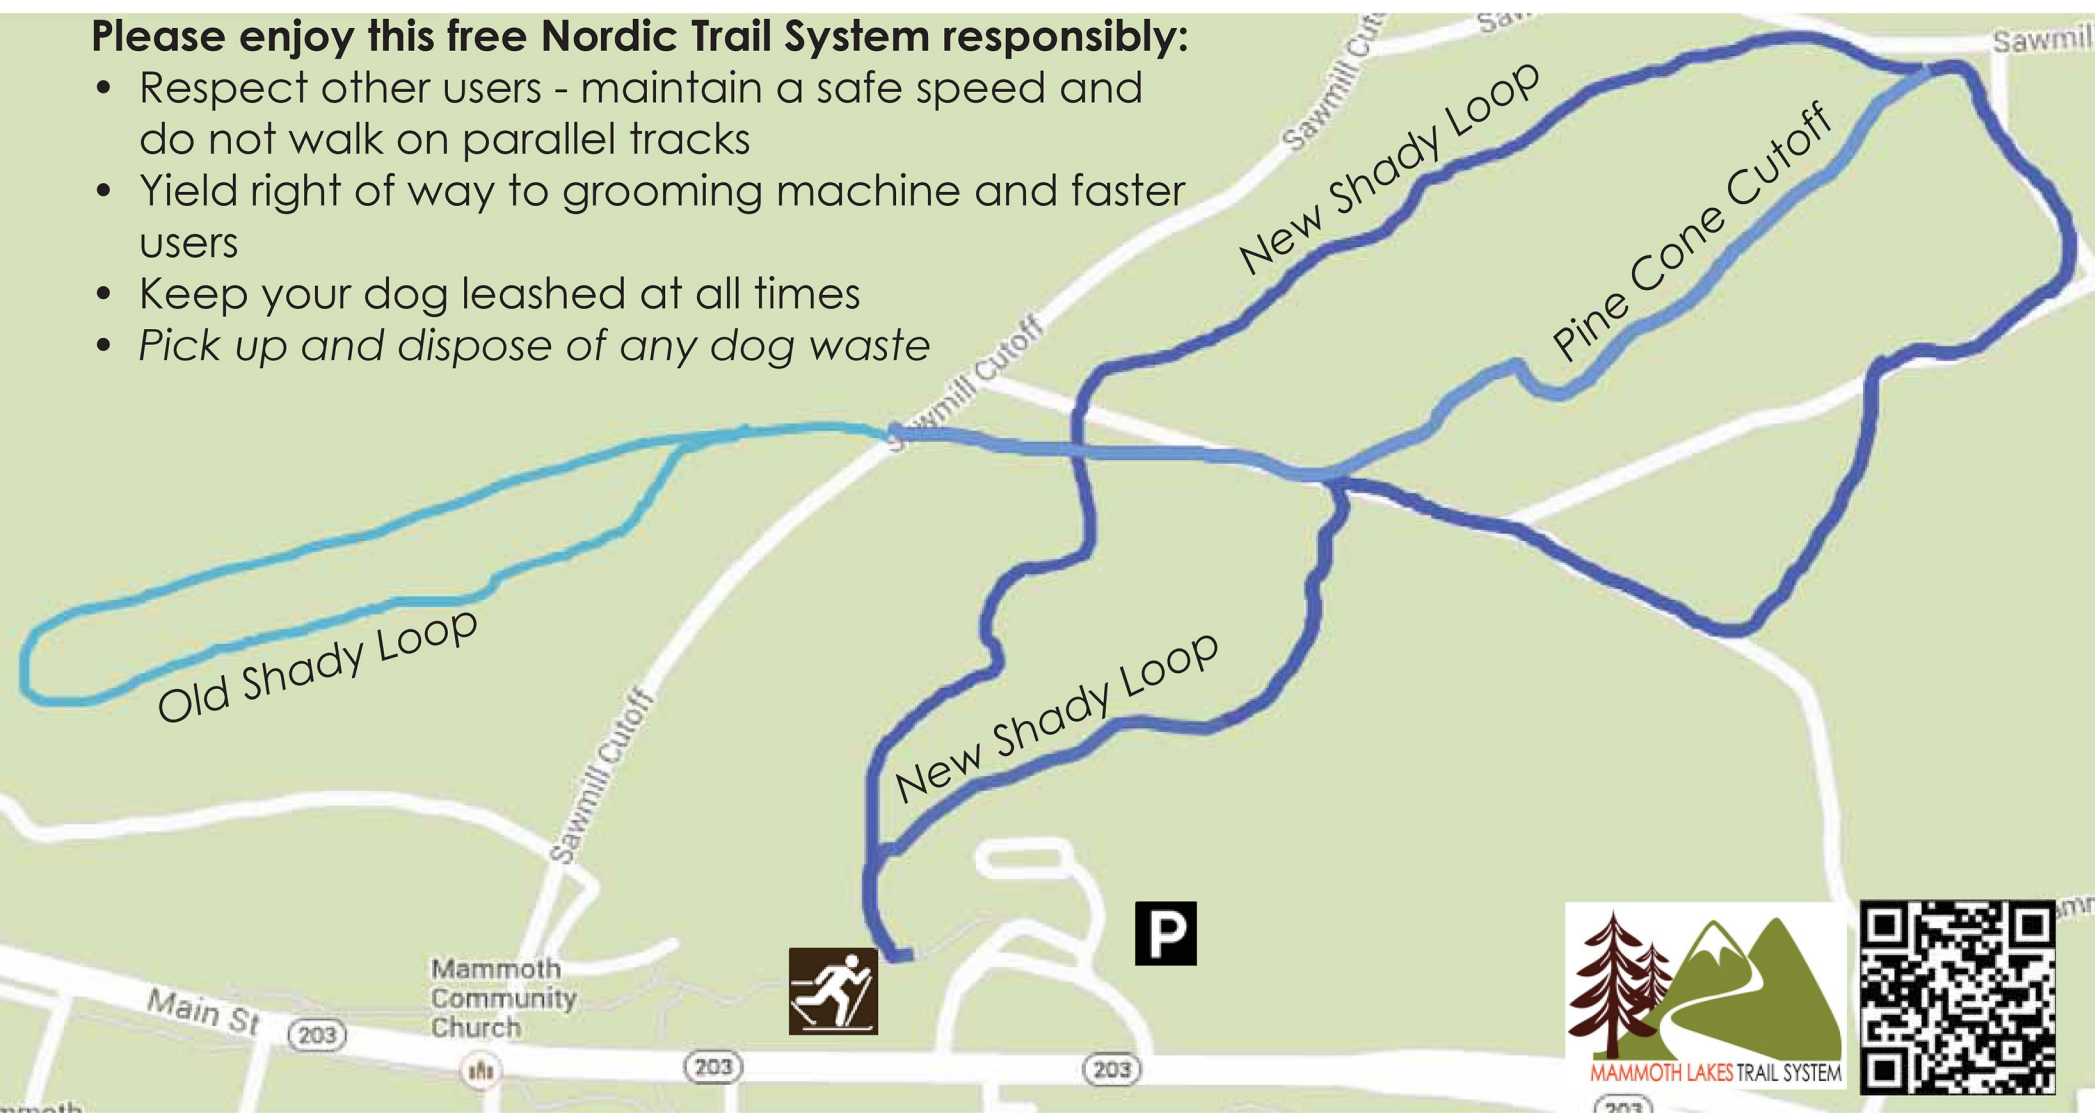 Please enjoy this free Nordic Trail System responsibly:
• Respect other users - maintain a safe speed and
do not walk on parallel tracks
• Yield right of way to grooming machine and faster
users
• Keep your dog leashed at all times
• Pick up and dispose of any dog waste
Sawmill Cutoff
New Shady Loop
Pine Cone Cutoff
Sawmill Cutoff
Old Shady Loop
New Shady Loop
Sawmill Cutoff
Mammoth
Community
Church
Main St
203
203
203
P
MAMMOTH LAKES TRAIL SYSTEM
203